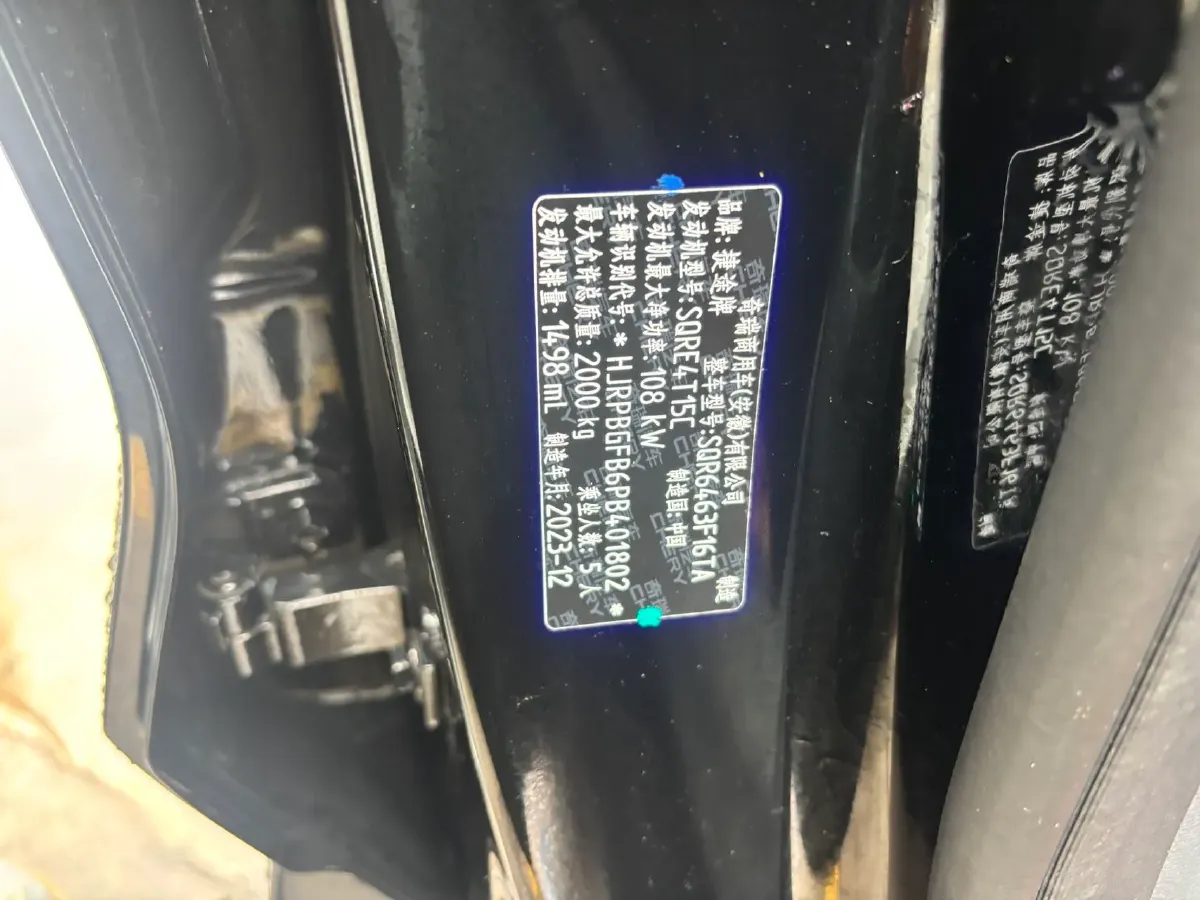 奇瑞商用车(安徽)有限公司 制造
品牌: 捷途牌 整车型号:SQR6463F16TA
发动机型号:SQRE4T15C 制造国:中国
发动机最大净功率:108 kW
车辆识别代号:*HJRPBGFB6PB401802*
最大允许总质量:2000 kg 乘坐人数:5人
发动机排量:1498 mL 制造年月:2023-12